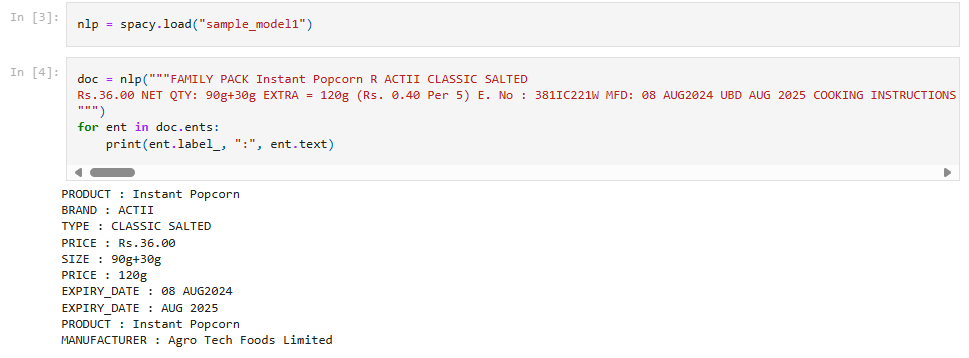 In [3]:
nlp = spacy.load("sample_model1")
In [4]:
doc = nlp("""FAMILY PACK Instant Popcorn R ACTII CLASSIC SALTED
Rs.36.00 NET QTY: 90g+30g EXTRA = 120g (Rs. 0.40 Per 5) E. No : 381IC221W MFD: 08 AUG2024 UBD AUG 2025 COOKING INSTRUCTIONS
""")
for ent in doc.ents:
    print(ent.label_, ":", ent.text)
PRODUCT : Instant Popcorn
BRAND : ACTII
TYPE : CLASSIC SALTED
PRICE : Rs.36.00
SIZE : 90g+30g
PRICE : 120g
EXPIRY_DATE : 08 AUG2024
EXPIRY_DATE : AUG 2025
PRODUCT : Instant Popcorn
MANUFACTURER : Agro Tech Foods Limited